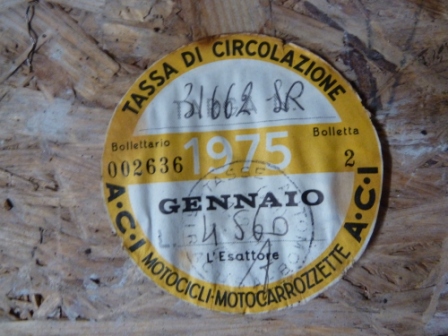 TASSA DI CIRCOLAZIONE
31662 SR
Bollettario
Bolletta
002636
1975
2
GENNAIO
L. 4560
L'Esattore
A·C·I
A·C·I
MOTOCICLI·MOTOCARROZZETTE